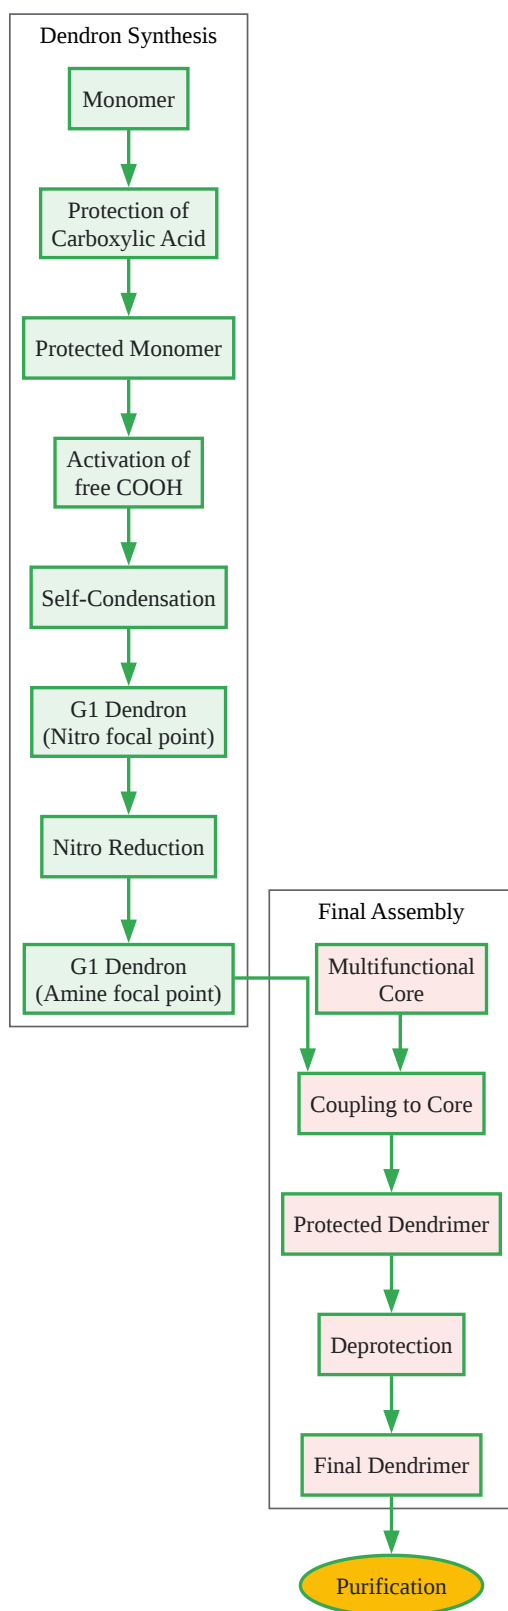 Dendron Synthesis
Monomer
Protection of
Carboxylic Acid
Protected Monomer
Activation of
free COOH
Self-Condensation
G1 Dendron
(Nitro focal point)
Nitro Reduction
G1 Dendron
(Amine focal point)
Final Assembly
Multifunctional
Core
Coupling to Core
Protected Dendrimer
Deprotection
Final Dendrimer
Purification